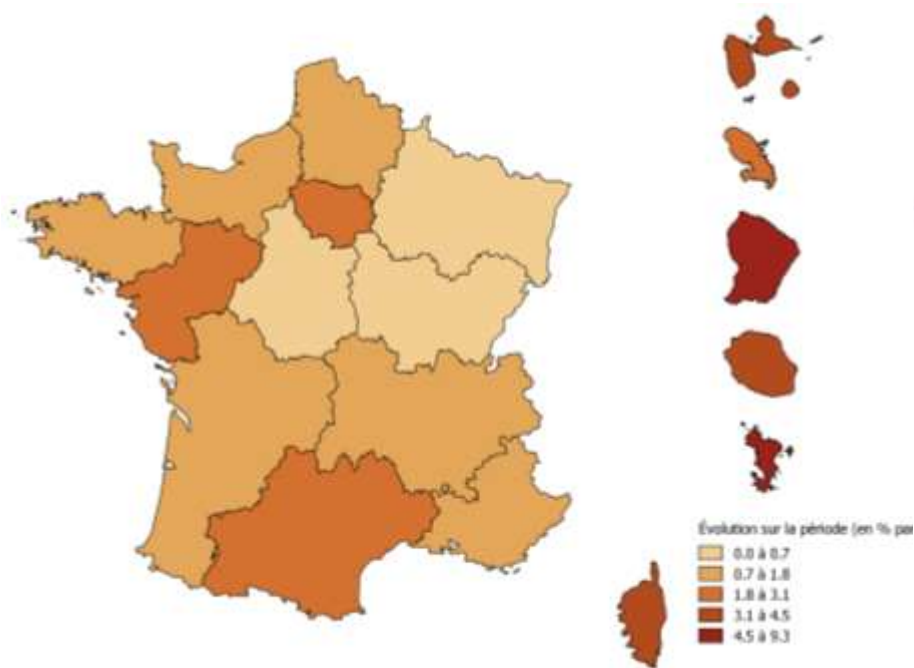 Évolution sur la période (en % par
0.0 à 0.7
0.7 à 1.8
1.8 à 3.1
3.1 à 4.5
4.5 à 9.3